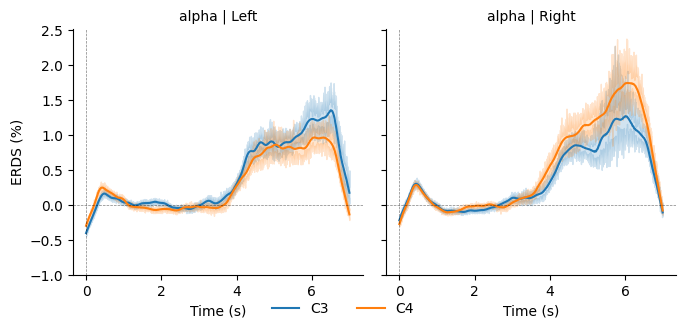 alpha | Left
alpha | Right
ERDS (%)
2.5
2.0
1.5
1.0
0.5
0.0
−0.5
−1.0
0 2 4 6
0 2 4 6
Time (s)
C3
C4
Time (s)